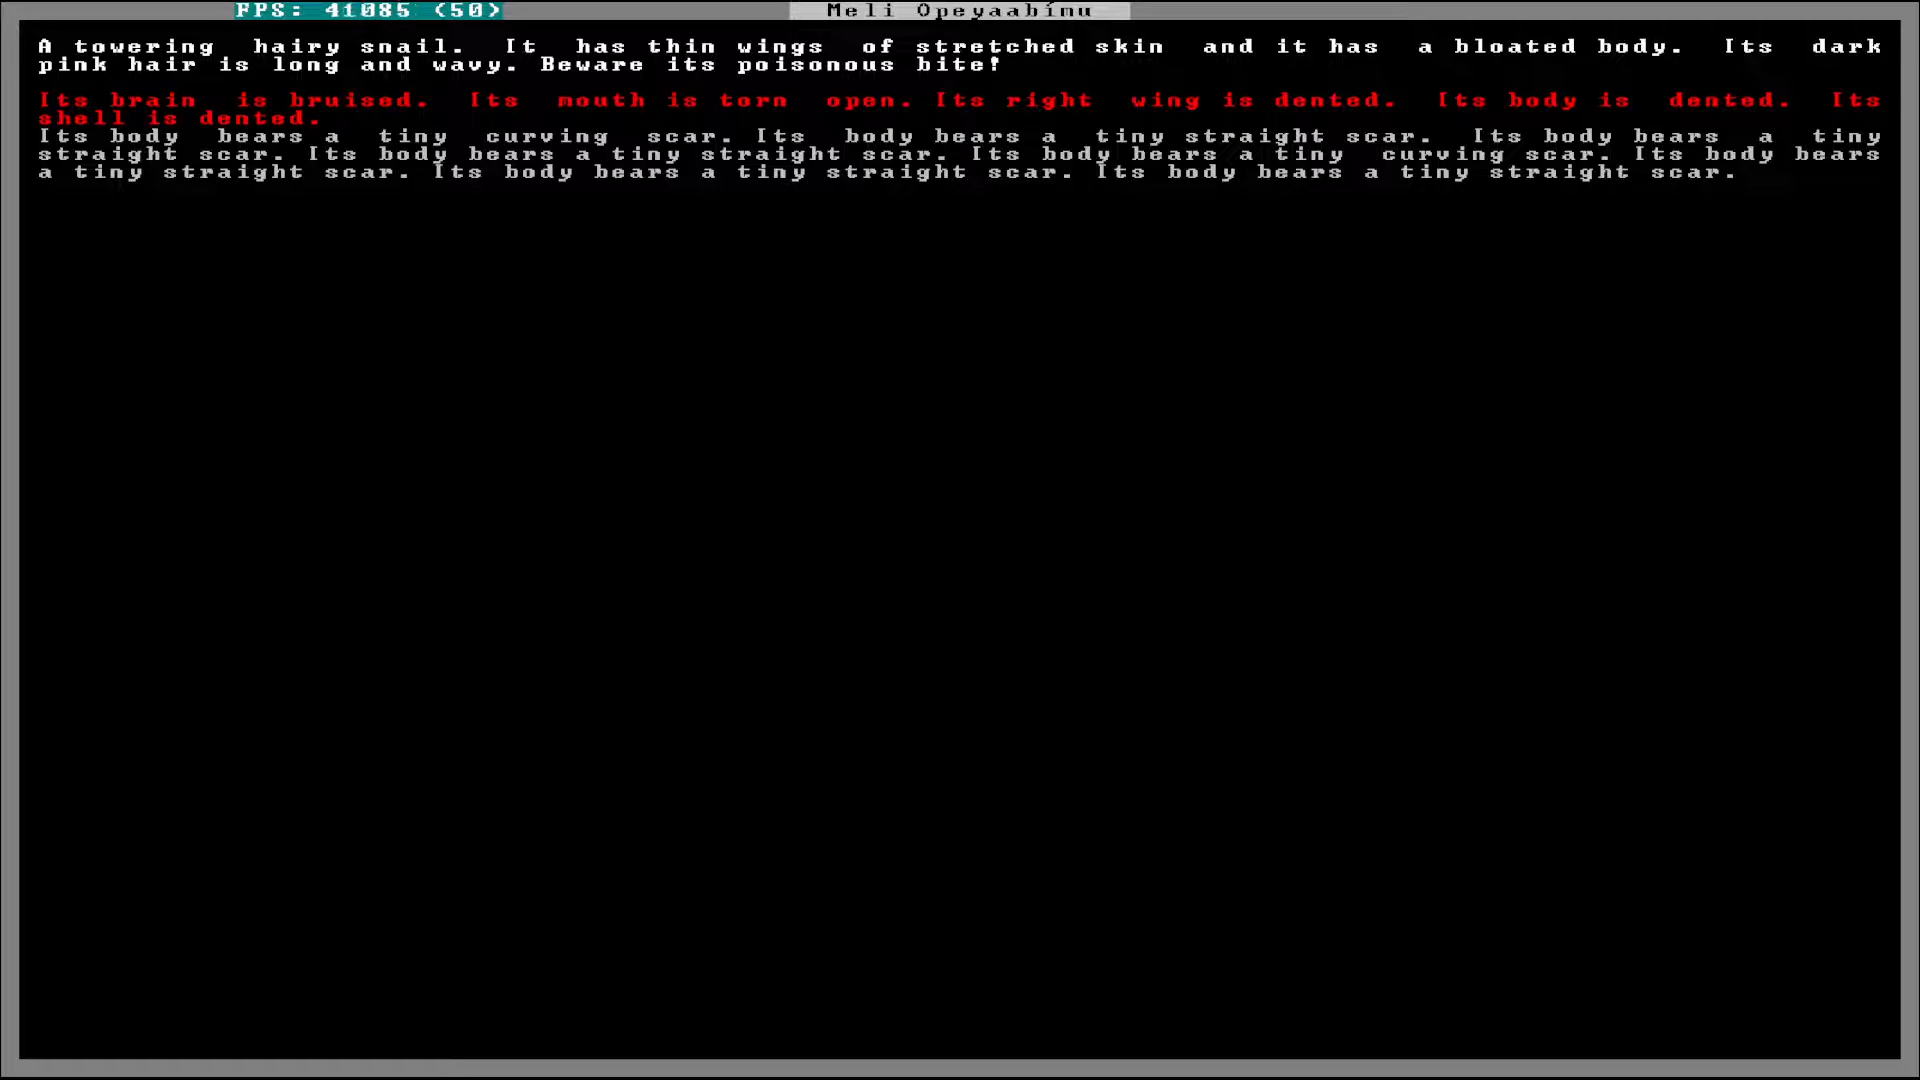 FPS: 41085 (50) Meli Opeyaabímu
A towering hairy snail. It has thin wings of stretched skin and it has a bloated body. Its dark
pink hair is long and wavy. Beware its poisonous bite!
Its brain is bruised. Its mouth is torn open. Its right wing is dented. Its body is dented. Its
shell is dented.
Its body bears a tiny curving scar. Its body bears a tiny straight scar. Its body bears a tiny
straight scar. Its body bears a tiny straight scar. Its body bears a tiny curving scar. Its body bears
a tiny straight scar. Its body bears a tiny straight scar. Its body bears a tiny straight scar.